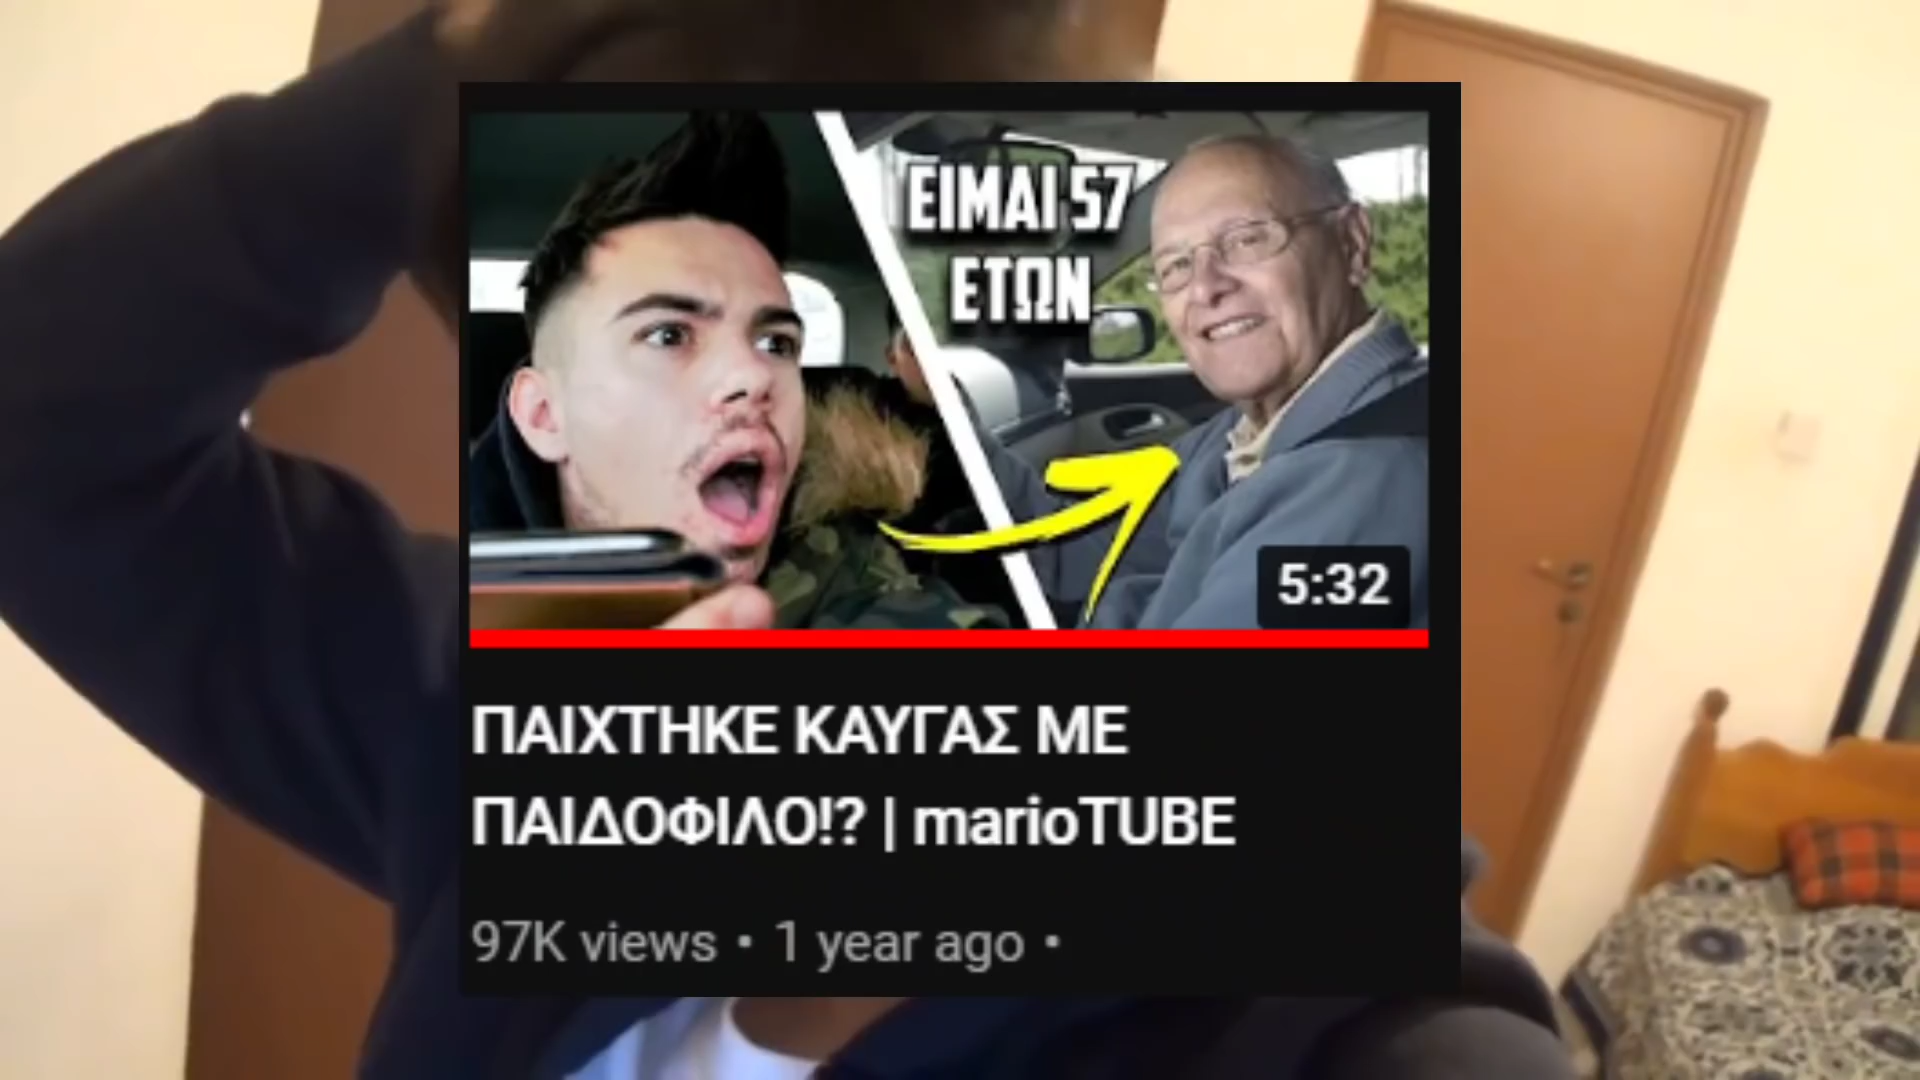 ΕΙΜΑΙ 57
ΕΤΩΝ
5:32
ΠΑΙΧΤΗΚΕ ΚΑΥΓΑΣ ΜΕ
ΠΑΙΔΟΦΙΛΟ!? | marioTUBE
97K views • 1 year ago •